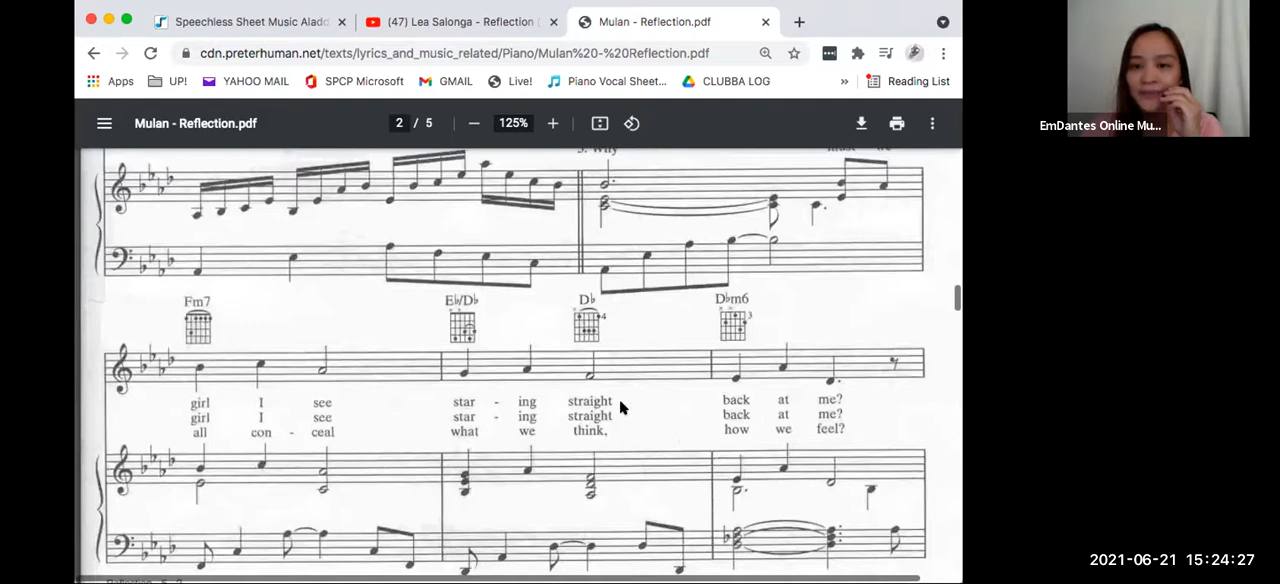 Speechless Sheet Music Aladd
(47) Lea Salonga - Reflection (
Mulan - Reflection.pdf
cdn.preterhuman.net/texts/lyrics_and_music_related/Piano/Mulan%20-%20Reflection.pdf
Apps UP! YAHOO MAIL SPCP Microsoft GMAIL Live! Piano Vocal Sheet... CLUBBA LOG » Reading List
Mulan - Reflection.pdf 2 / 5 — 125% +
EmDantes Online Mu...
3. Why must we
Fm7 E♭/D♭ D♭ 4 D♭m6 3
girl I see star - ing straight back at me?
girl I see star - ing straight back at me?
all con - ceal what we think, how we feel?
2021-06-21 15:24:27